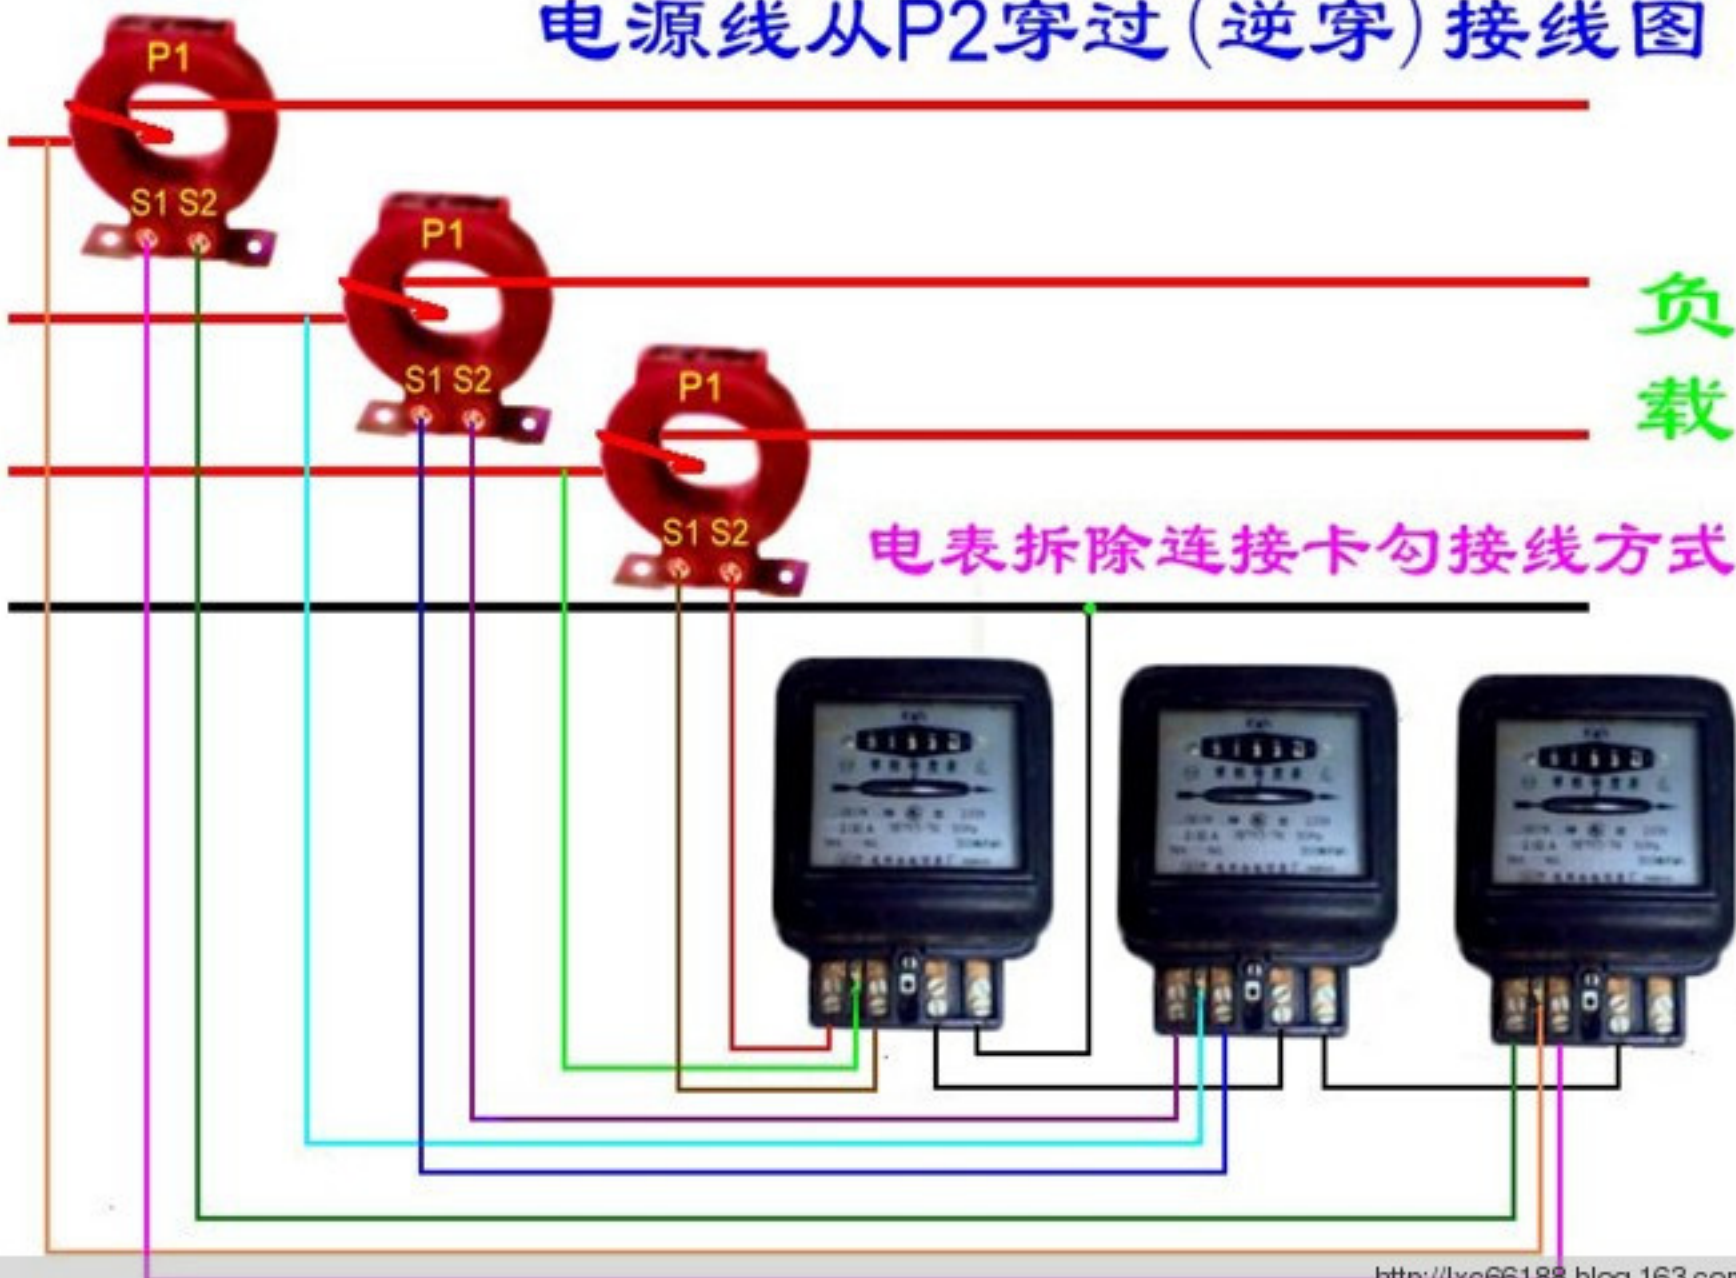 电源线从P2穿过(逆穿)接线图
P1
S1 S2
P1
S1 S2
负
载
P1
S1 S2
电表拆除连接卡勾接线方式
http://lxc66188.blog.163.com